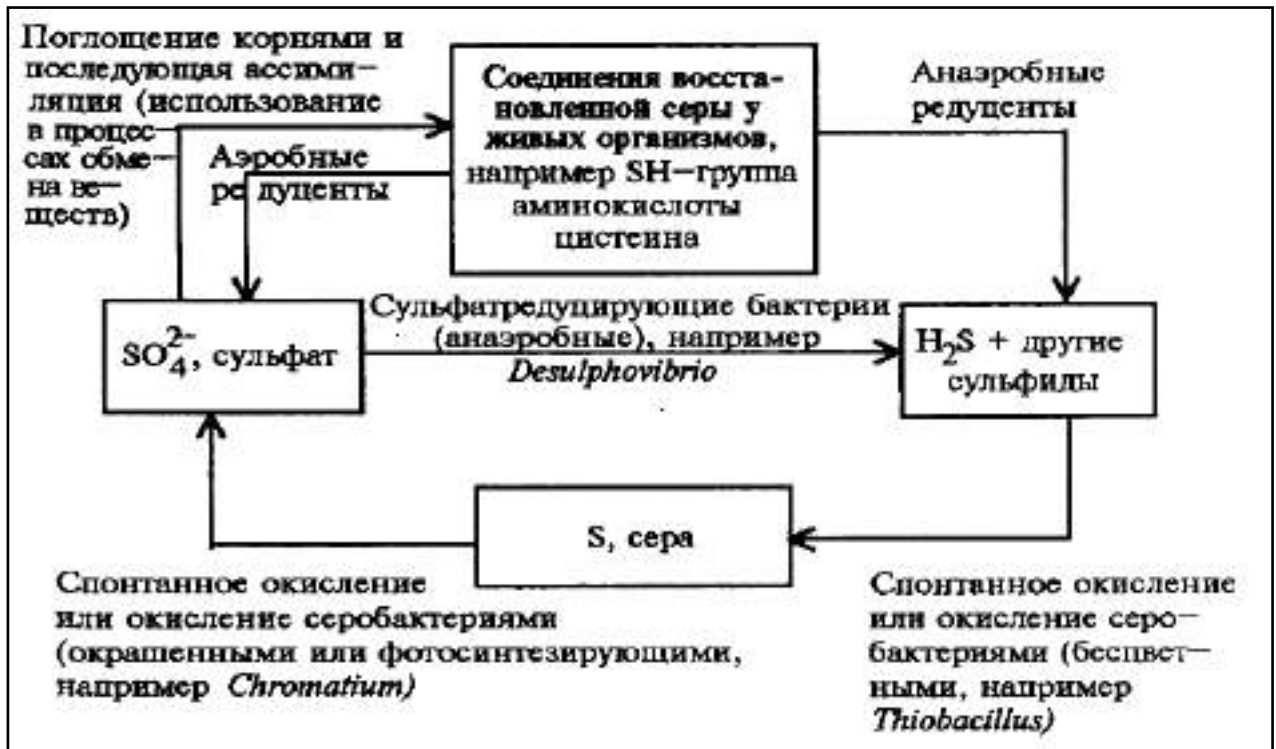 Поглощение корнями и
последующая ассими–
ляция (использование
в процес–
сах обме–
на ве–
ществ)
Аэробные
редуценты
Соединения восста-
новленной серы у
живых организмов,
например SH–группа
аминокислоты
цистеина
Анаэробные
редуценты
SO₄²⁻, сульфат
Сульфатредуцирующие бактерии
(анаэробные), например
Desulphovibrio
H₂S + другие
сульфиды
S, сера
Спонтанное окисление
или окисление серобактериями
(окрашенными или фотосинтезирующими,
например Chromatium)
Спонтанное окисление
или окисление серо–
бактериями (бесцвет–
ными, например
Thiobacillus)